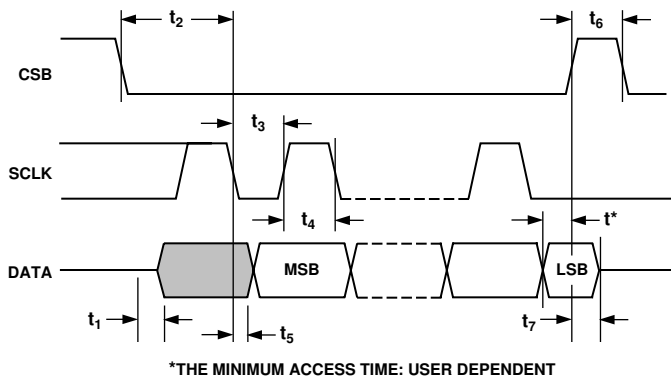 t2
t6
CSB
t3
SCLK
t4
t*
DATA
MSB
LSB
t1
t5
t7
*THE MINIMUM ACCESS TIME: USER DEPENDENT